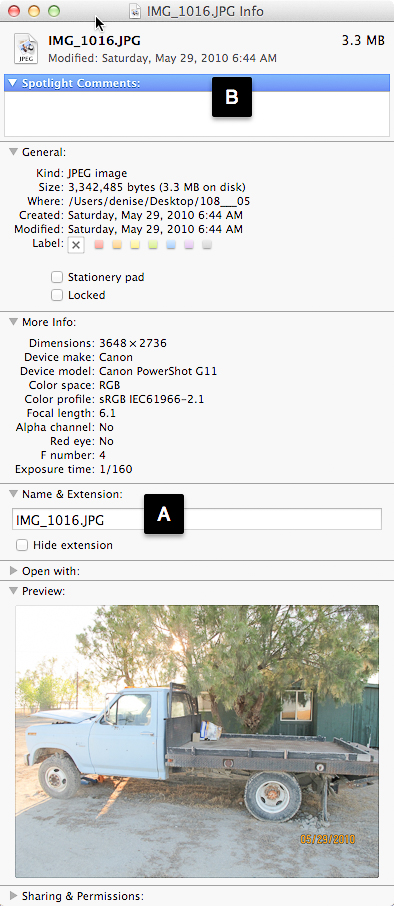 IMG_1016.JPG Info
IMG_1016.JPG 3.3 MB
JPEG
Modified: Saturday, May 29, 2010 6:44 AM
Spotlight Comments:
B
General:
Kind: JPEG image
Size: 3,342,485 bytes (3.3 MB on disk)
Where: /Users/denise/Desktop/108___05
Created: Saturday, May 29, 2010 6:44 AM
Modified: Saturday, May 29, 2010 6:44 AM
Label:
Stationery pad
Locked
More Info:
Dimensions: 3648 × 2736
Device make: Canon
Device model: Canon PowerShot G11
Color space: RGB
Color profile: sRGB IEC61966-2.1
Focal length: 6.1
Alpha channel: No
Red eye: No
F number: 4
Exposure time: 1/160
Name & Extension:
A
IMG_1016.JPG
Hide extension
Open with:
Preview:
05/29/2010
Sharing & Permissions: